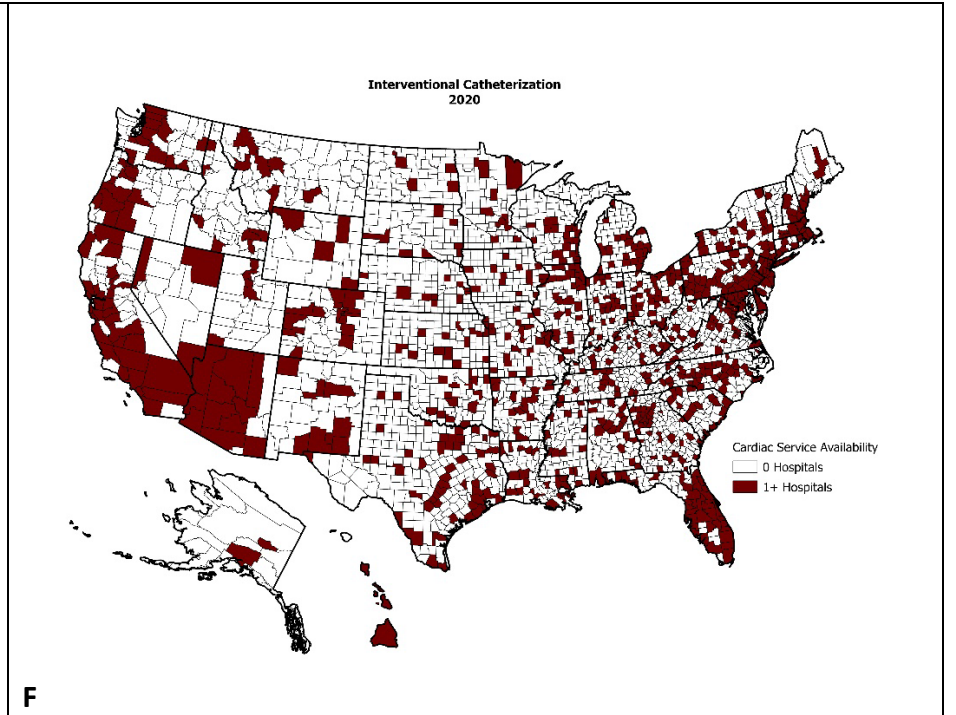 Interventional Catheterization
2020
Cardiac Service Availability
0 Hospitals
1+ Hospitals
F